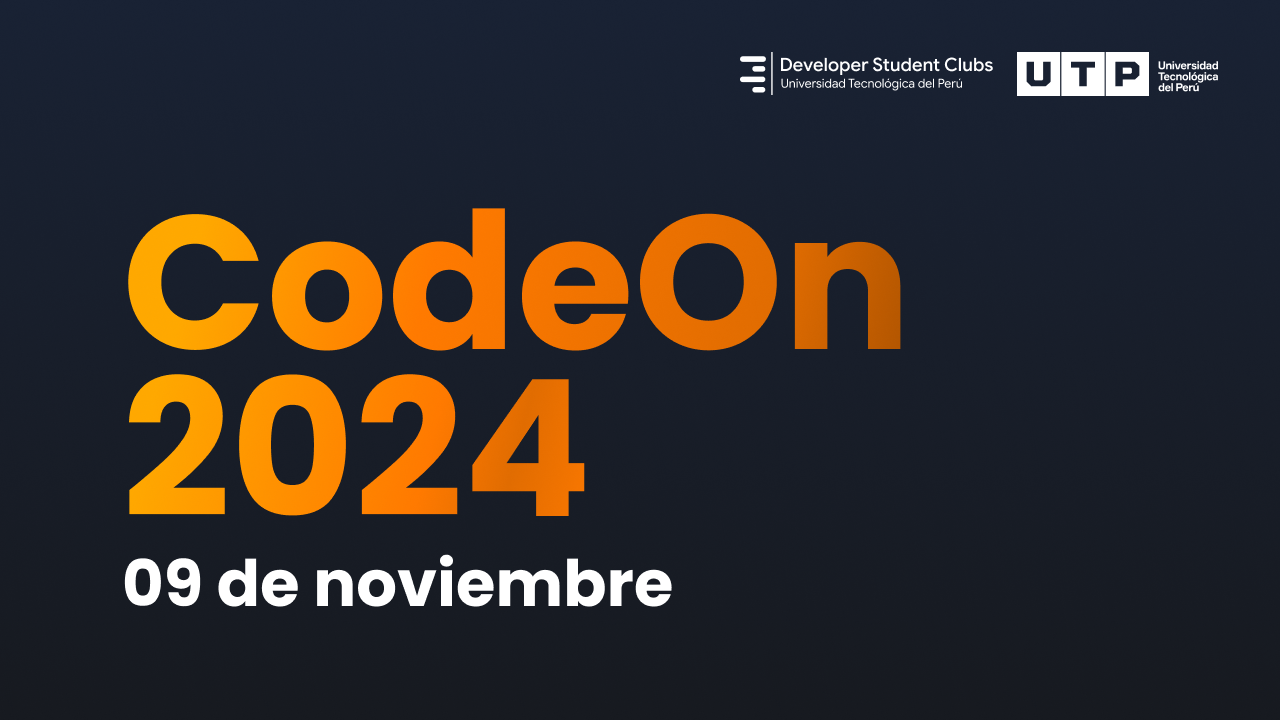 Developer Student Clubs
Universidad Tecnológica del Perú
UTP
Universidad
Tecnológica
del Perú
CodeOn
2024
09 de noviembre